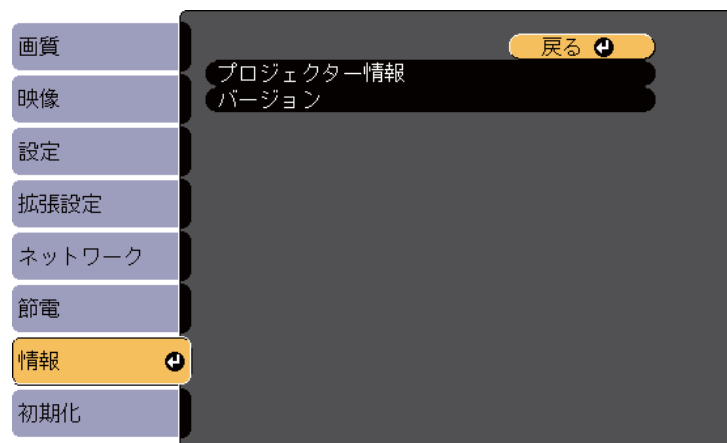 画質
映像
設定
拡張設定
ネットワーク
節電
情報
初期化
戻る
プロジェクター情報
バージョン